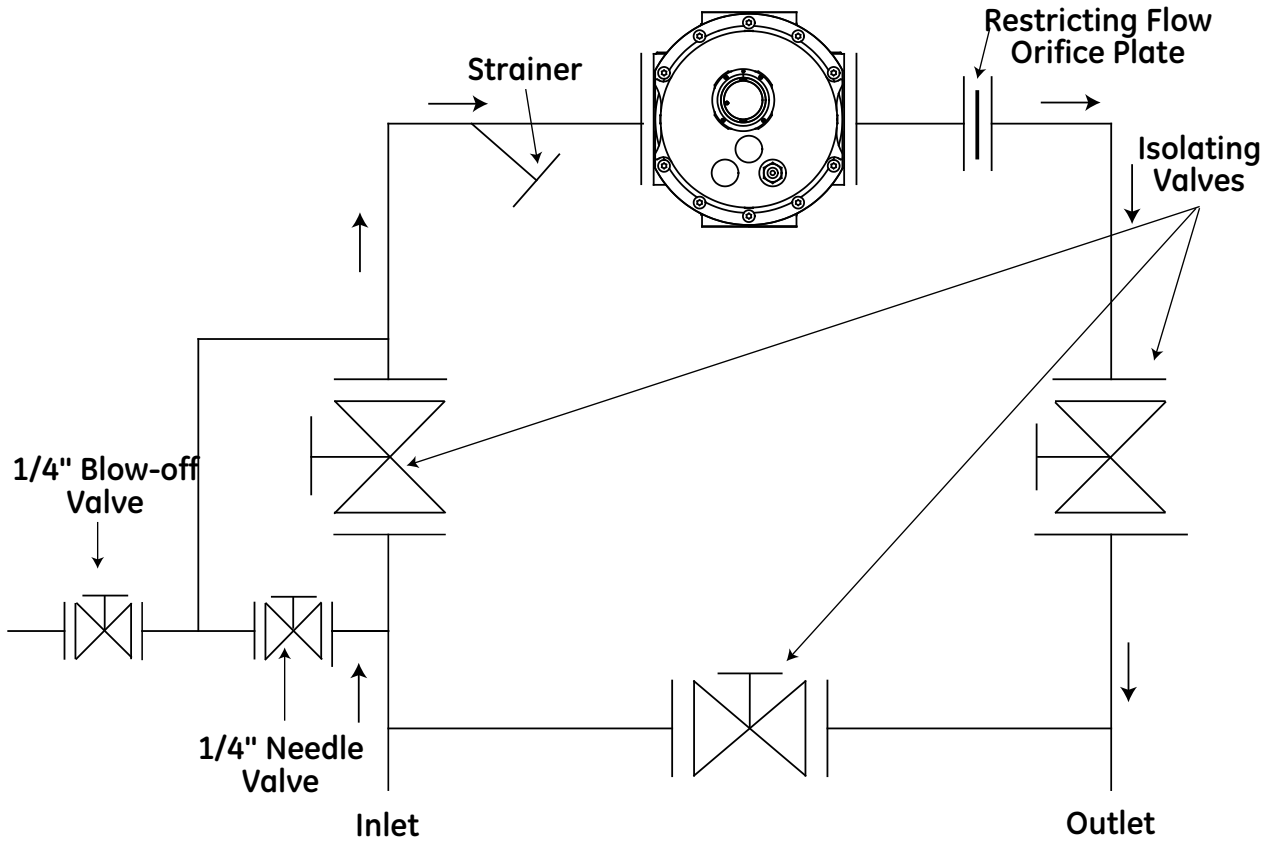 Restricting Flow
Orifice Plate
Strainer
Isolating
Valves
1/4" Blow-off
Valve
1/4" Needle
Valve
Inlet
Outlet